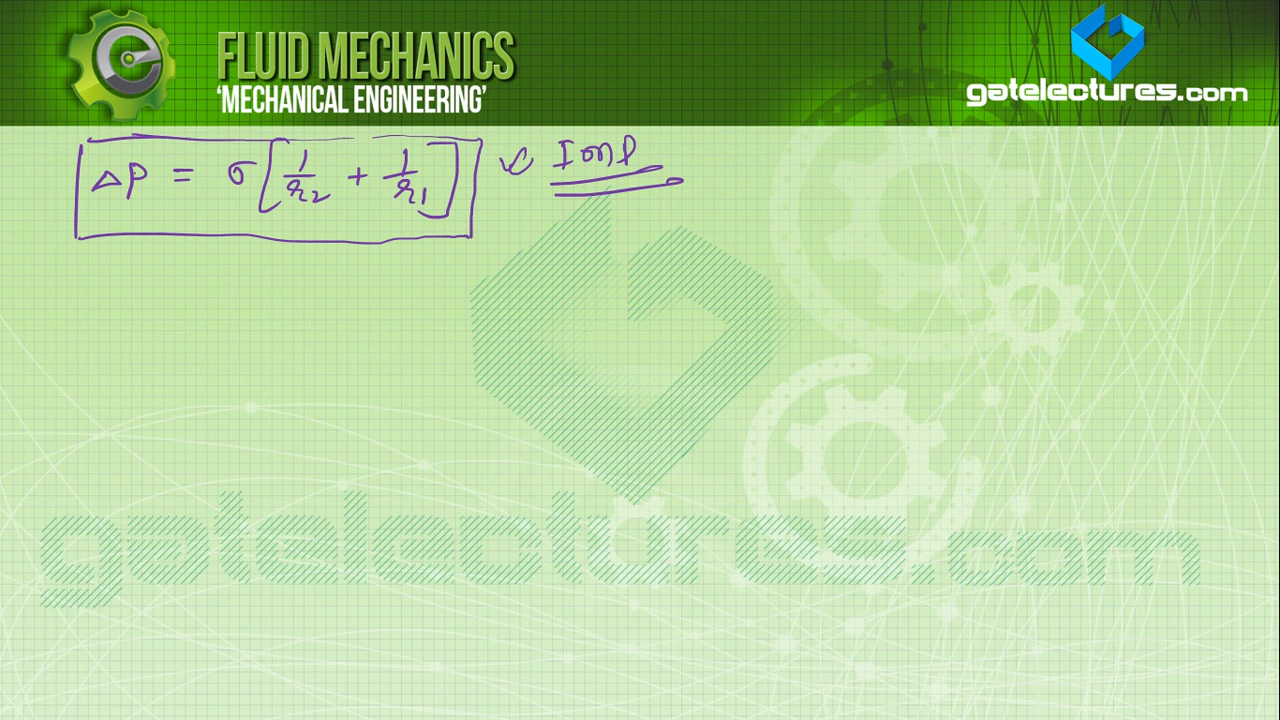 FLUID MECHANICS
'MECHANICAL ENGINEERING'
gatelectures.com
ΔP = σ[1/r₂ + 1/r₁] Imp
gatelectures.com